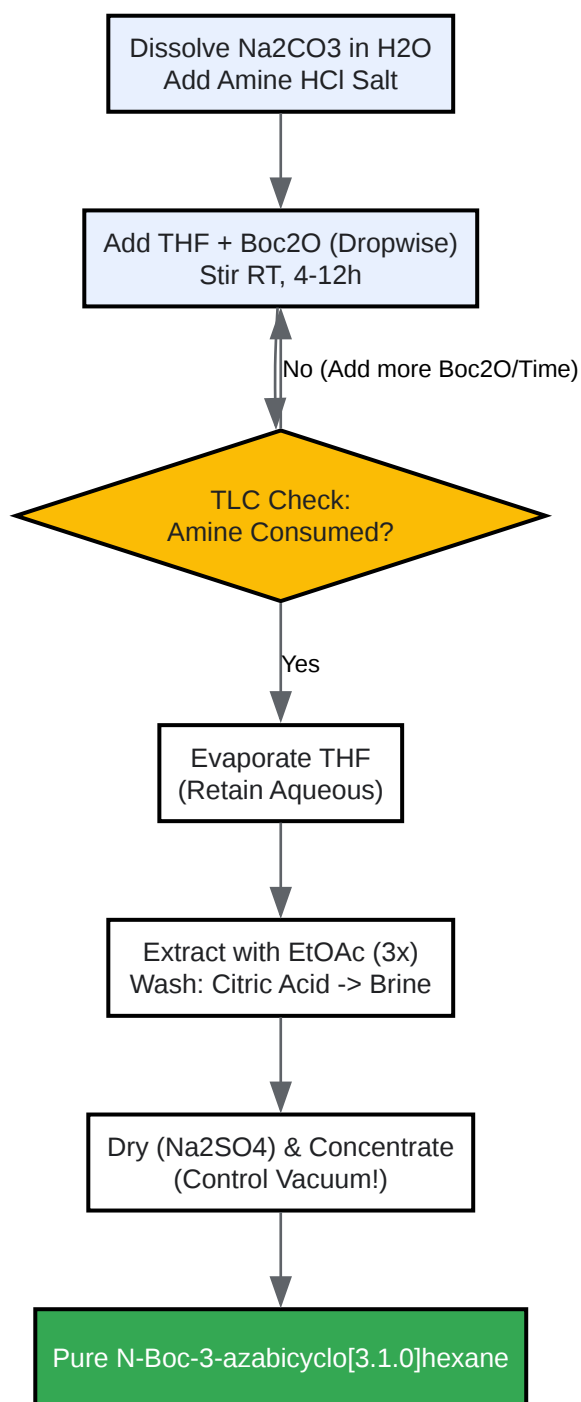 Dissolve Na2CO3 in H2O
Add Amine HCl Salt
Add THF + Boc2O (Dropwise)
Stir RT, 4-12h
No (Add more Boc2O/Time)
TLC Check:
Amine Consumed?
Yes
Evaporate THF
(Retain Aqueous)
Extract with EtOAc (3x)
Wash: Citric Acid -> Brine
Dry (Na2SO4) & Concentrate
(Control Vacuum!)
Pure N-Boc-3-azabicyclo[3.1.0]hexane